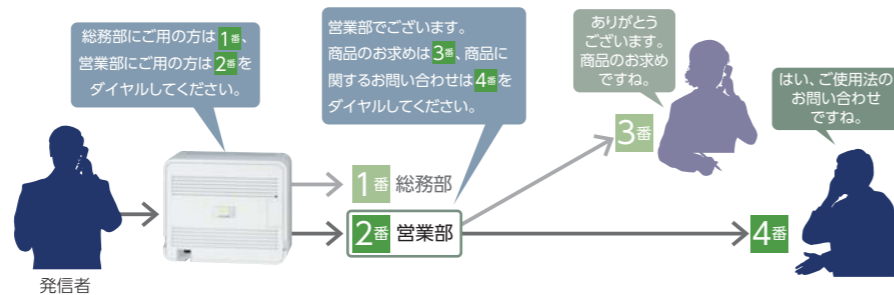 総務部にご用の方は1番、
営業部にご用の方は2番を
ダイヤルしてください。
営業部でございます。
商品のお求めは3番、商品に
関するお問い合わせは4番を
ダイヤルしてください。
ありがとう
ございます。
商品のお求め
ですね。
はい、ご使用法の
お問い合わせ
ですね。
3番
1番 総務部
2番 営業部
4番
発信者